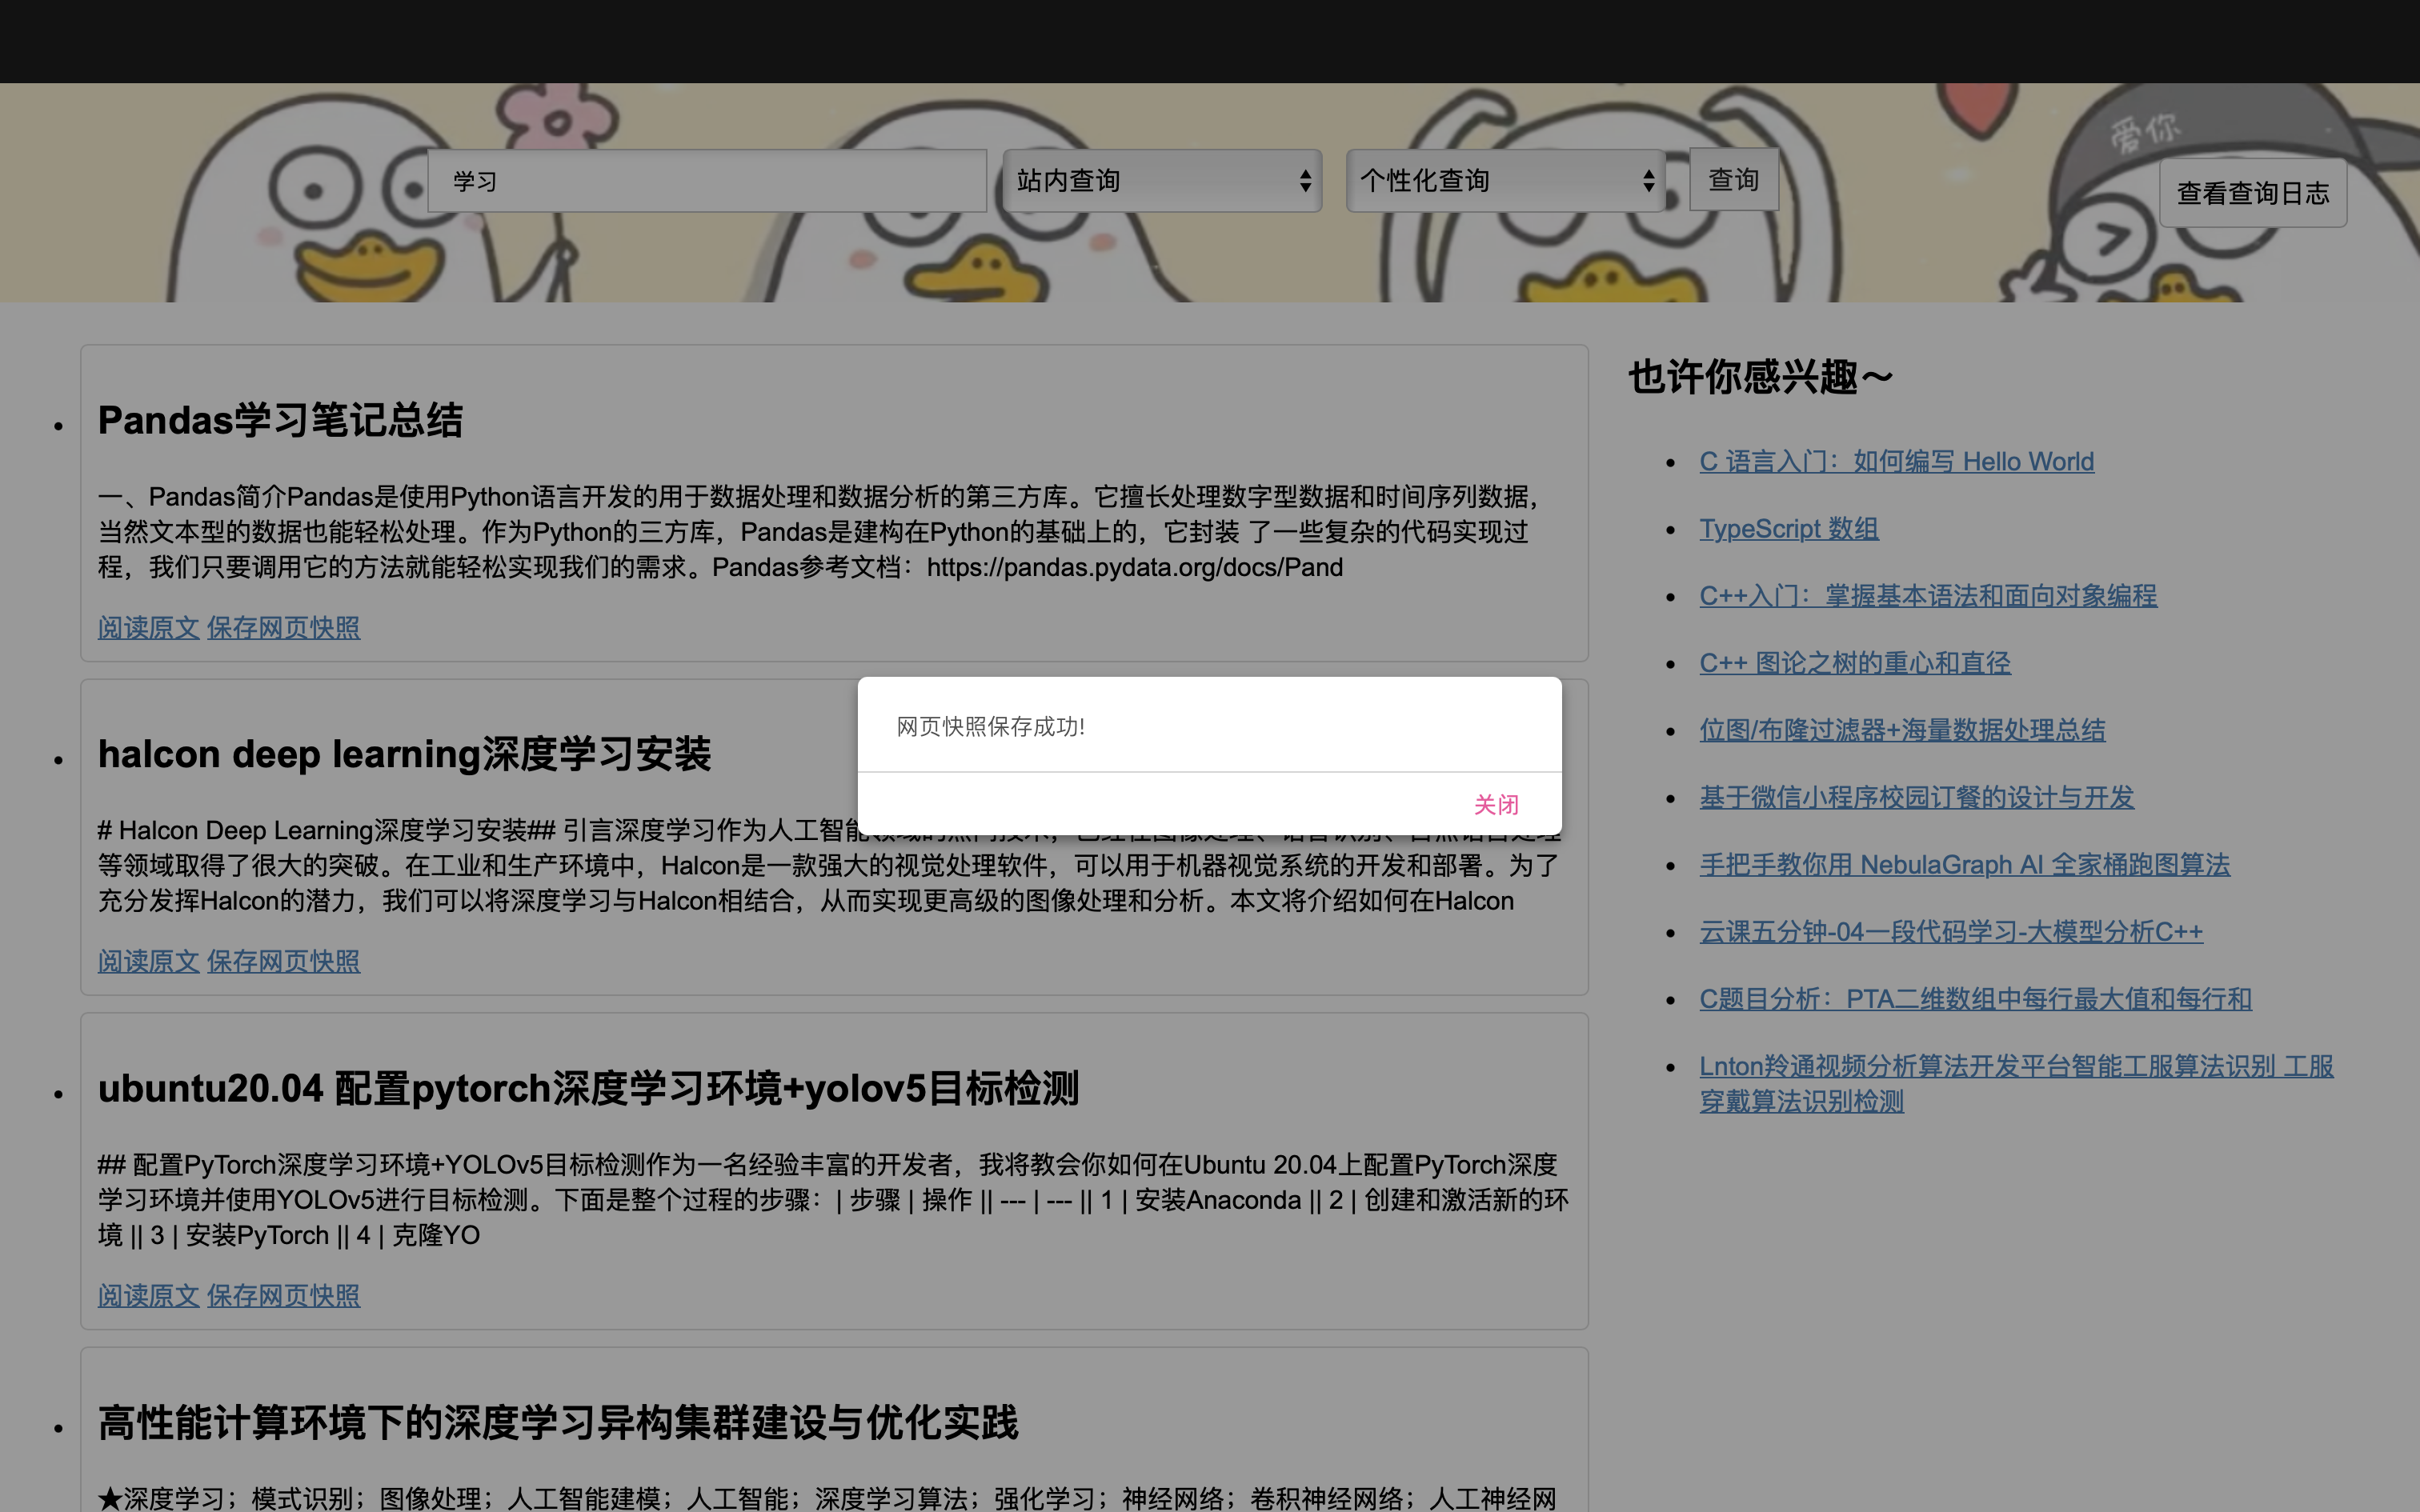 爱你
学习
站内查询
个性化查询
查询
查看查询日志
Pandas学习笔记总结
一、Pandas简介Pandas是使用Python语言开发的用于数据处理和数据分析的第三方库。它擅长处理数字型数据和时间序列数据，
当然文本型的数据也能轻松处理。作为Python的三方库，Pandas是建构在Python的基础上的，它封装 了一些复杂的代码实现过
程，我们只要调用它的方法就能轻松实现我们的需求。Pandas参考文档：https://pandas.pydata.org/docs/Pand
阅读原文 保存网页快照
网页快照保存成功!
关闭
halcon deep learning深度学习安装
# Halcon Deep Learning深度学习安装## 引言深度学习作为人工智能
等领域取得了很大的突破。在工业和生产环境中，Halcon是一款强大的视觉处理软件，可以用于机器视觉系统的开发和部署。为了
充分发挥Halcon的潜力，我们可以将深度学习与Halcon相结合，从而实现更高级的图像处理和分析。本文将介绍如何在Halcon
阅读原文 保存网页快照
ubuntu20.04 配置pytorch深度学习环境+yolov5目标检测
## 配置PyTorch深度学习环境+YOLOv5目标检测作为一名经验丰富的开发者，我将教会你如何在Ubuntu 20.04上配置PyTorch深度
学习环境并使用YOLOv5进行目标检测。下面是整个过程的步骤：| 步骤 | 操作 || --- | --- || 1 | 安装Anaconda || 2 | 创建和激活新的环
境 || 3 | 安装PyTorch || 4 | 克隆YO
阅读原文 保存网页快照
高性能计算环境下的深度学习异构集群建设与优化实践
★深度学习；模式识别；图像处理；人工智能建模；人工智能；深度学习算法；强化学习；神经网络；卷积神经网络；人工神经网
也许你感兴趣～
C 语言入门：如何编写 Hello World
TypeScript 数组
C++入门：掌握基本语法和面向对象编程
C++ 图论之树的重心和直径
位图/布隆过滤器+海量数据处理总结
基于微信小程序校园订餐的设计与开发
手把手教你用 NebulaGraph AI 全家桶跑图算法
云课五分钟-04一段代码学习-大模型分析C++
C题目分析：PTA二维数组中每行最大值和每行和
Lnton羚通视频分析算法开发平台智能工服算法识别 工服
穿戴算法识别检测